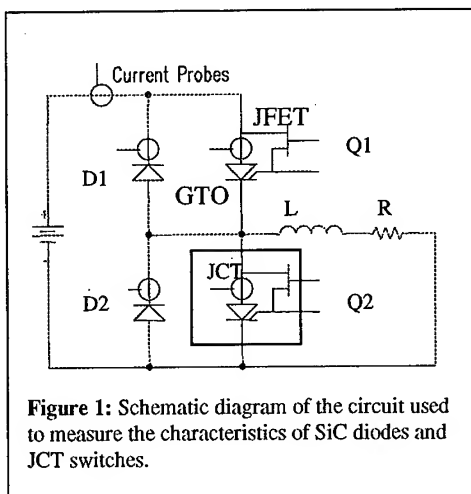 Current Probes
JFET
D1
Q1
GTO
L
R
+
-
JCT
D2
Q2
Figure 1: Schematic diagram of the circuit used
to measure the characteristics of SiC diodes and
JCT switches.